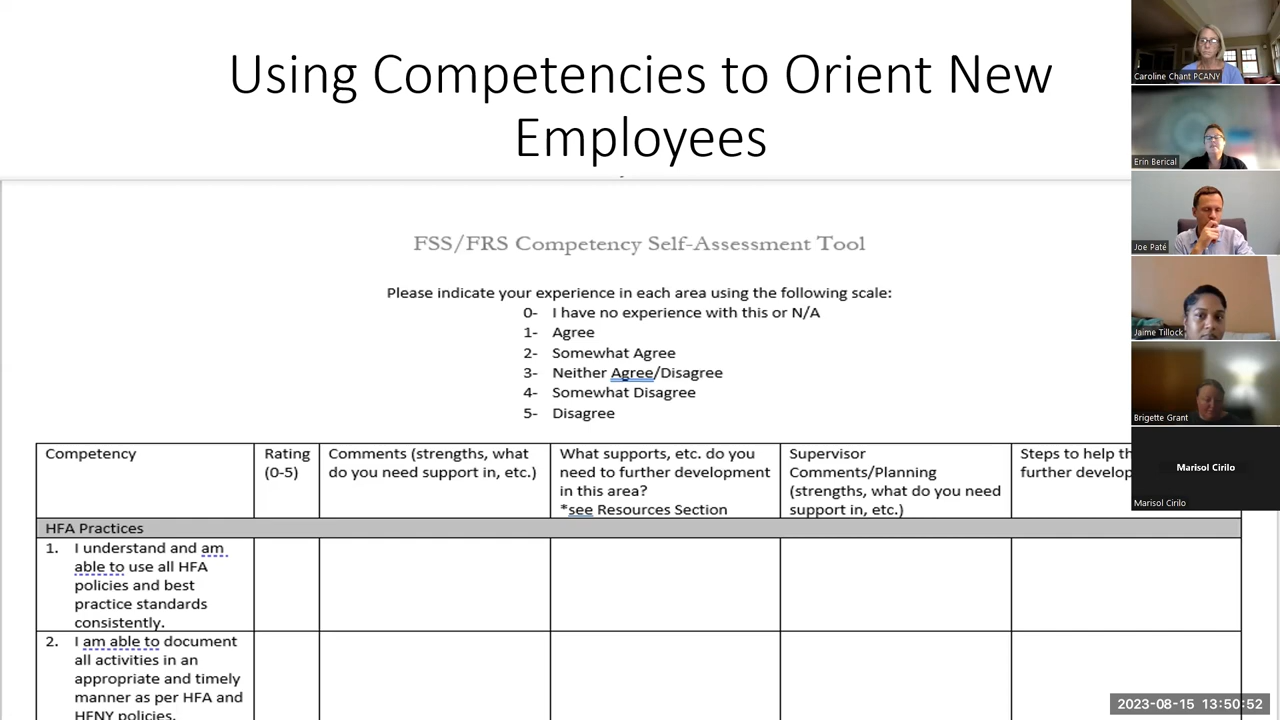 Using Competencies to Orient New
Employees
FSS/FRS Competency Self-Assessment Tool
Please indicate your experience in each area using the following scale:
0- I have no experience with this or N/A
1- Agree
2- Somewhat Agree
3- Neither Agree/Disagree
4- Somewhat Disagree
5- Disagree
Competency
Rating
(0-5)
Comments (strengths, what
do you need support in, etc.)
What supports, etc. do you
need to further development
in this area?
*see Resources Section
Supervisor
Comments/Planning
(strengths, what do you need
support in, etc.)
Steps to help
further
HFA Practices
1. I understand and am
able to use all HFA
policies and best
practice standards
consistently.
2. I am able to document
all activities in an
appropriate and timely
manner as per HFA and
HFNY policies.
Caroline Chant PCANY
Erin Berical
Joe Paté
Jaime Tillock
Brigette Grant
Marisol Cirilo
Marisol Cirilo
2023-08-15 13:50:52